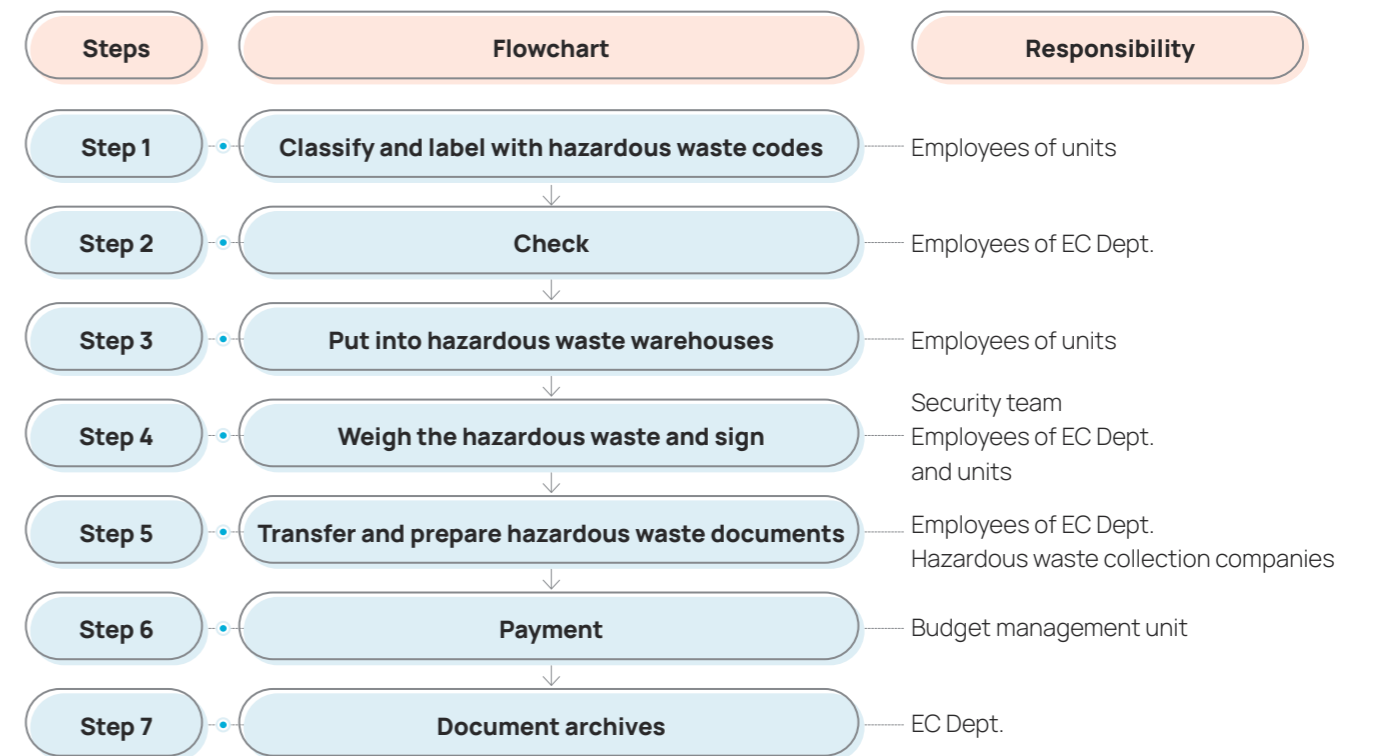 Steps
Flowchart
Responsibility
Step 1
Classify and label with hazardous waste codes
Employees of units
Step 2
Check
Employees of EC Dept.
Step 3
Put into hazardous waste warehouses
Employees of units
Step 4
Weigh the hazardous waste and sign
Security team
Employees of EC Dept.
and units
Step 5
Transfer and prepare hazardous waste documents
Employees of EC Dept.
Hazardous waste collection companies
Step 6
Payment
Budget management unit
Step 7
Document archives
EC Dept.